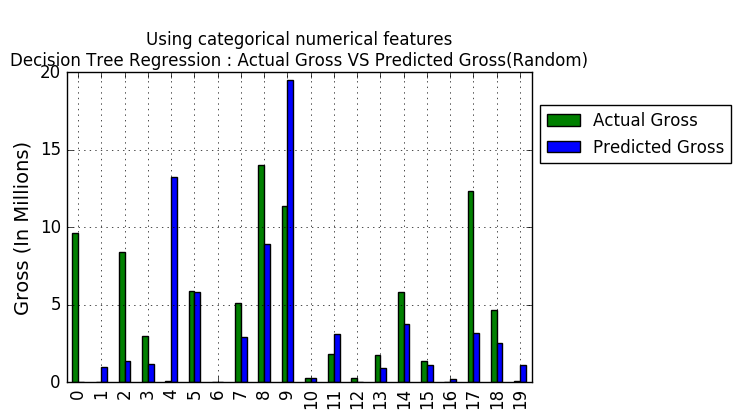 Using categorical numerical features
Decision Tree Regression : Actual Gross VS Predicted Gross(Random)
20
15
10
5
0
Gross (In Millions)
0 1 2 3 4 5 6 7 8 9 10 11 12 13 14 15 16 17 18 19
Actual Gross
Predicted Gross